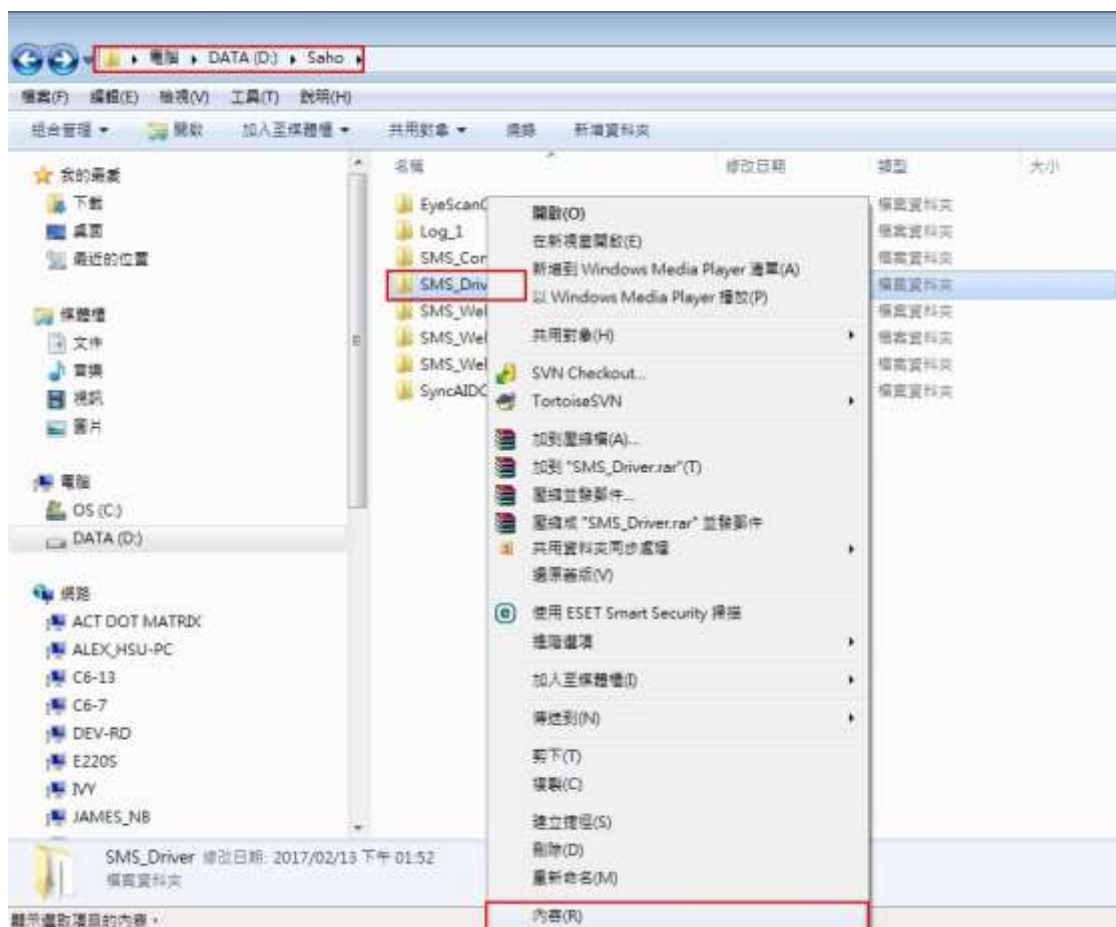 電腦 DATA (D:) Saho
檔案(F) 編輯(E) 檢視(V) 工具(T) 說明(H)
組合管理 開啟 加入至媒體櫃 共用對象 燒錄 新增資料夾
我的最愛
下載
桌面
最近的位置
媒體櫃
文件
音樂
視訊
圖片
電腦
OS (C:)
DATA (D:)
網路
ACT DOT MATRIX
ALEX_HSU-PC
C6-13
C6-7
DEV-RD
E220S
IVY
JAMES_NB
名稱 修改日期 類型 大小
EyeScanC 檔案資料夾
Log_1 檔案資料夾
SMS_Cor 檔案資料夾
SMS_Driv 檔案資料夾
SMS_Wel 檔案資料夾
SMS_Wel 檔案資料夾
SMS_Wel 檔案資料夾
SyncAIDC 檔案資料夾
開啟(O)
在新視窗開啟(E)
新增到 Windows Media Player 清單(A)
以 Windows Media Player 播放(P)
共用對象(H)
SVN Checkout...
TortoiseSVN
加到壓縮檔(A)...
加到 "SMS_Driver.rar"(T)
壓縮並發郵件...
壓縮成 "SMS_Driver.rar" 並發郵件
共用資料夾同步處理
還原舊版(V)
使用 ESET Smart Security 掃描
進階選項
加入至媒體櫃(I)
傳送到(N)
剪下(T)
複製(C)
建立捷徑(S)
刪除(D)
重新命名(M)
內容(R)
SMS_Driver 修改日期: 2017/02/13 下午 01:52
檔案資料夾
顯示選取項目的內容。